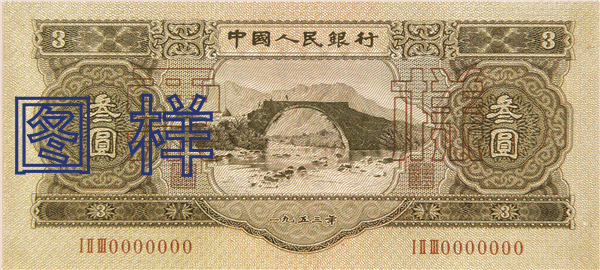 3 中國人民銀行 3
叁圓 图样 叁圓
票样
3 一九五三年 3
I II III 0000000 I II III 0000000